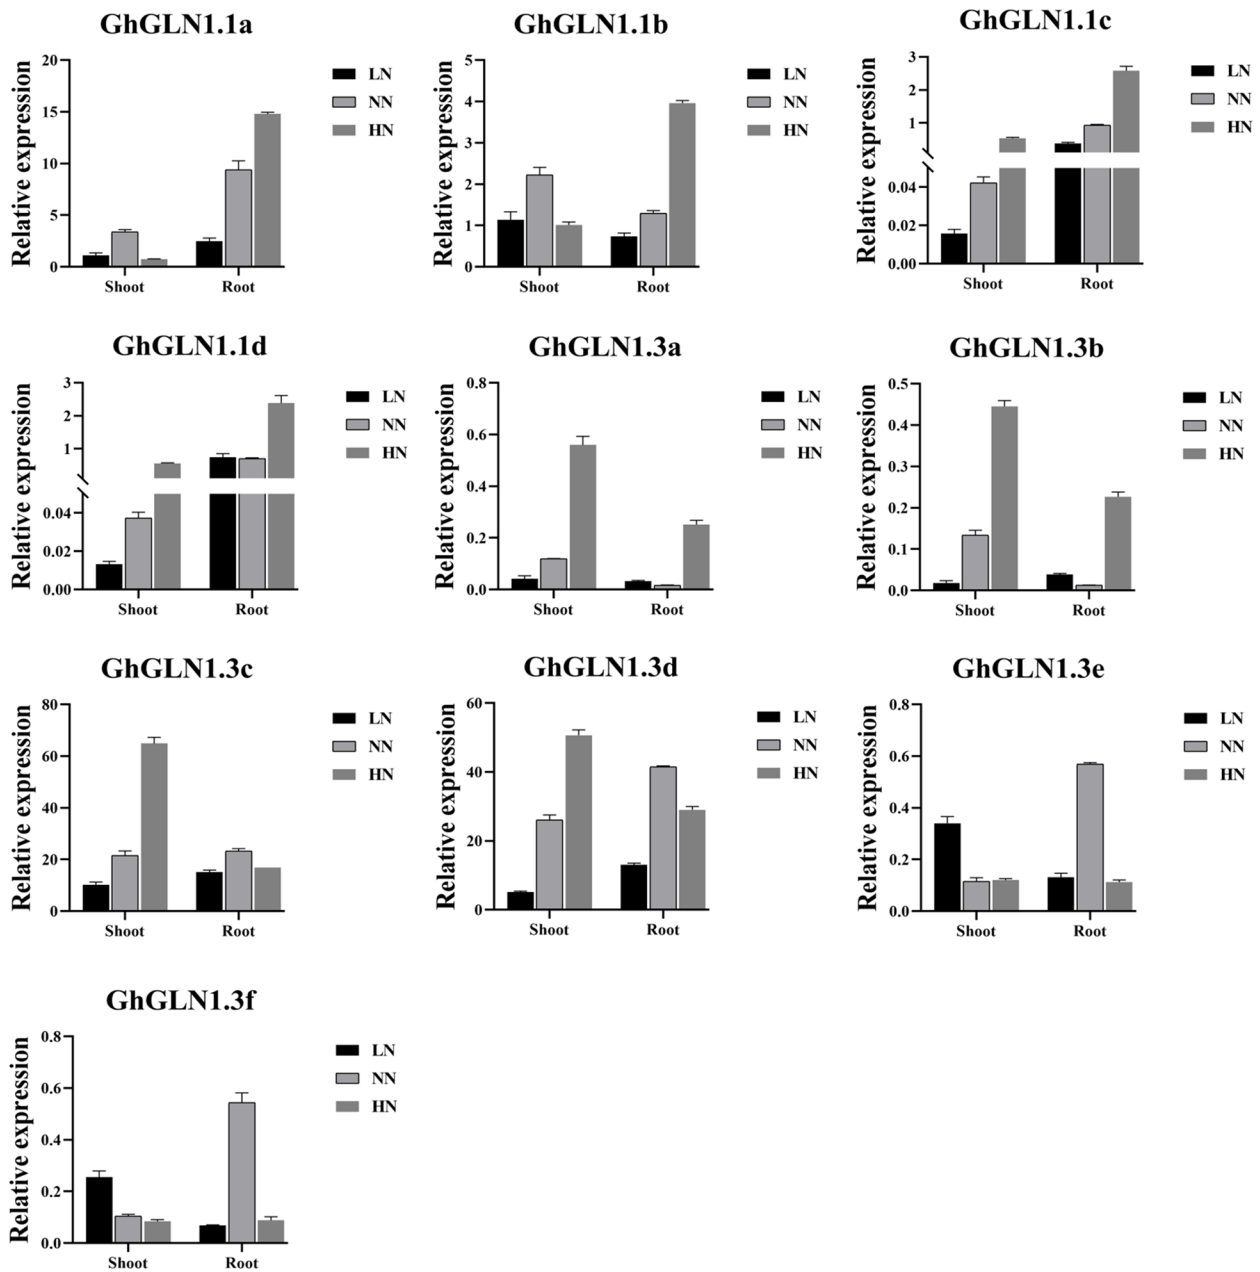 GhGLN1.1a
Relative expression
20
15
10
5
0
Shoot Root
LN
NN
HN
GhGLN1.1b
Relative expression
5
4
3
2
1
0
Shoot Root
LN
NN
HN
GhGLN1.1c
Relative expression
3
2
1
0.04
0.02
0.00
Shoot Root
LN
NN
HN
GhGLN1.1d
Relative expression
3
2
1
0.04
0.02
0.00
Shoot Root
LN
NN
HN
GhGLN1.3a
Relative expression
0.8
0.6
0.4
0.2
0.0
Shoot Root
LN
NN
HN
GhGLN1.3b
Relative expression
0.5
0.4
0.3
0.2
0.1
0.0
Shoot Root
LN
NN
HN
GhGLN1.3c
Relative expression
80
60
40
20
0
Shoot Root
LN
NN
HN
GhGLN1.3d
Relative expression
60
40
20
0
Shoot Root
LN
NN
HN
GhGLN1.3e
Relative expression
0.8
0.6
0.4
0.2
0.0
Shoot Root
LN
NN
HN
GhGLN1.3f
Relative expression
0.8
0.6
0.4
0.2
0.0
Shoot Root
LN
NN
HN